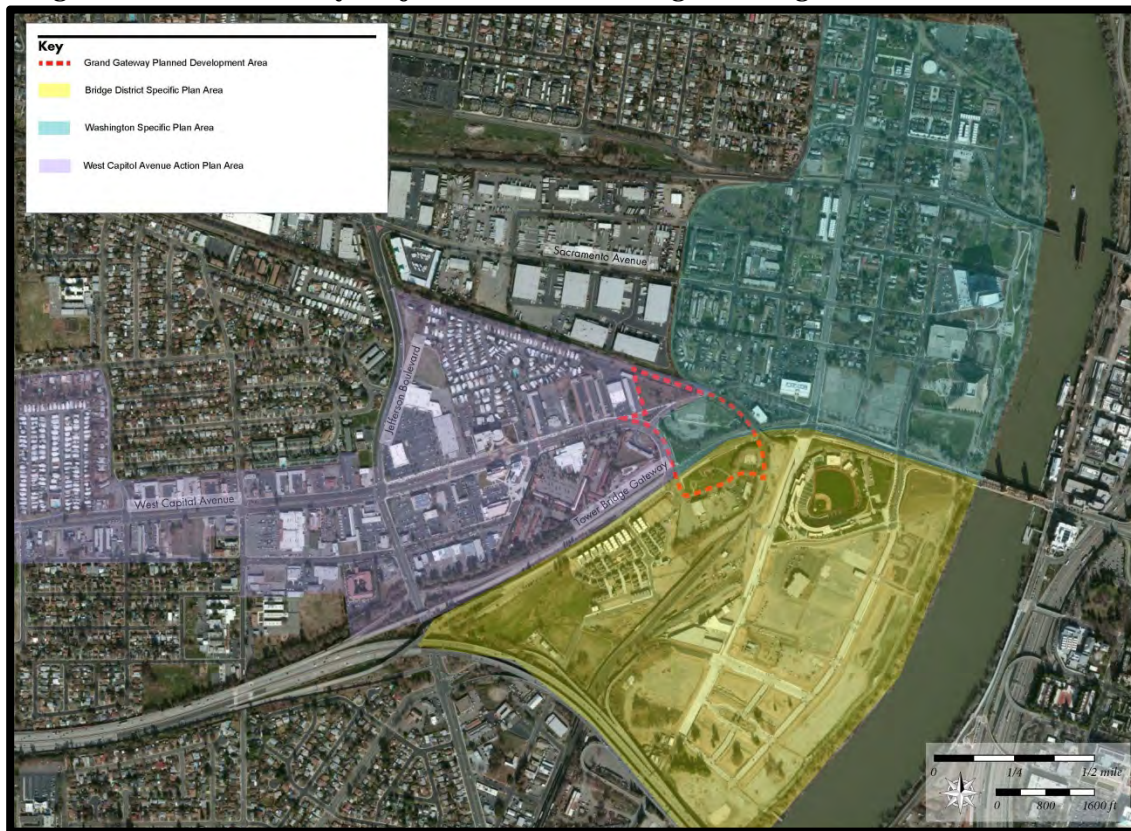 Key
Grand Gateway Planned Development Area
Bridge District Specific Plan Area
Washington Specific Plan Area
West Capitol Avenue Action Plan Area
Sacramento Avenue
Jefferson Boulevard
West Capital Avenue
Tower Bridge Gateway
0 1/4 1/2 mile
0 800 1600 ft